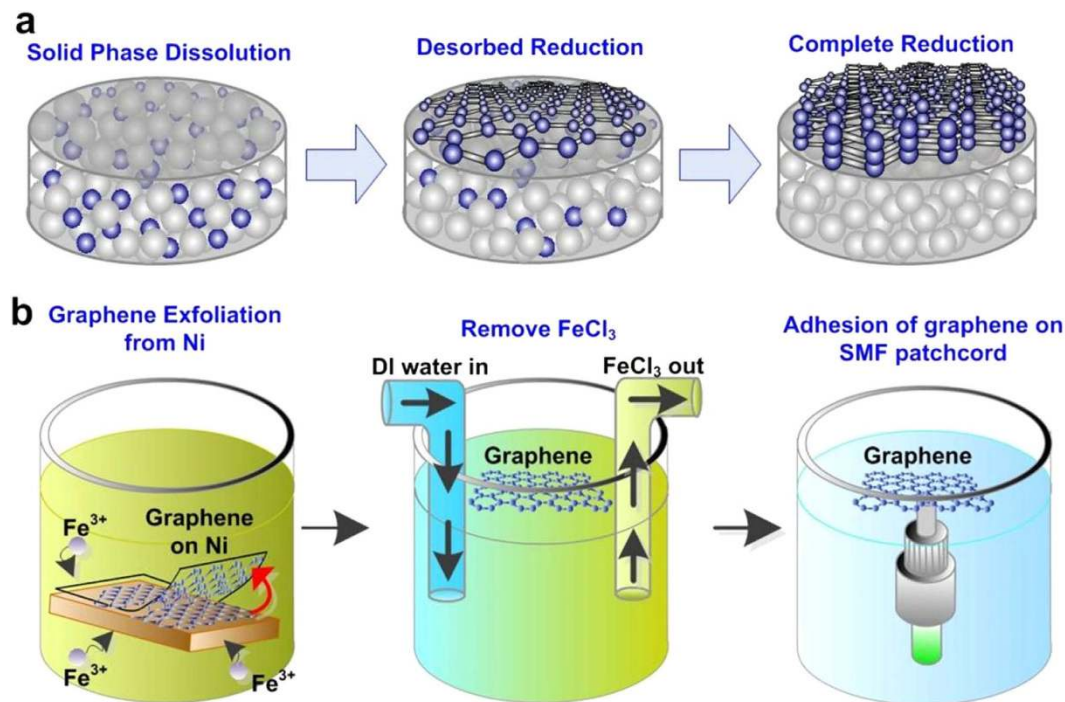 a
Solid Phase Dissolution
Desorbed Reduction
Complete Reduction
b
Graphene Exfoliation
from Ni
Remove FeCl₃
Adhesion of graphene on
SMF patchcord
DI water in
FeCl₃ out
Graphene
Graphene
Fe³⁺
Graphene
on Ni
Fe³⁺
Fe³⁺